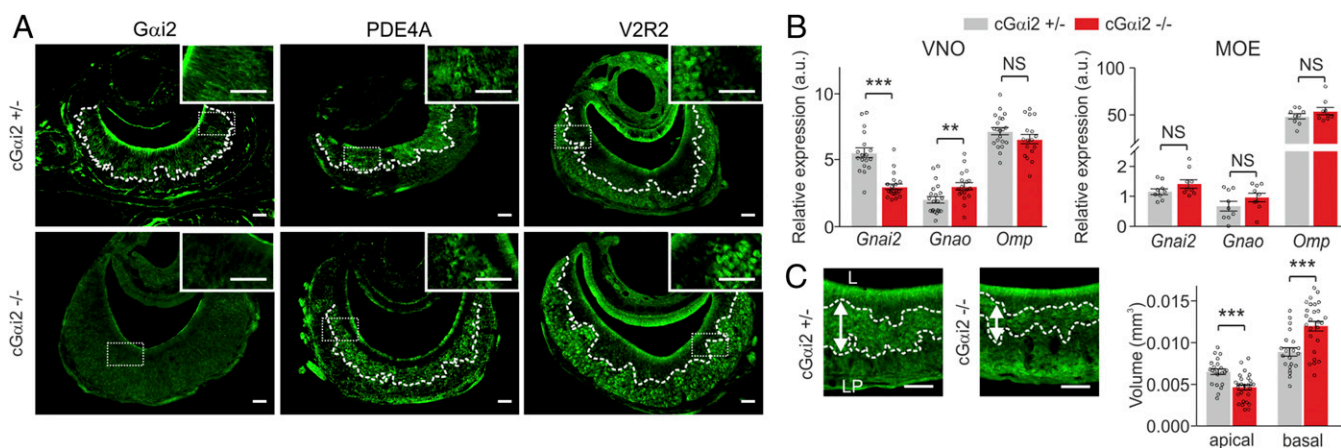 A
Gαi2
PDE4A
V2R2
cGαi2 +/-
cGαi2 -/-
B
cGαi2 +/- cGαi2 -/-
VNO
Relative expression (a.u.)
10
5
0
***
**
NS
Gnai2 Gnao Omp
MOE
Relative expression (a.u.)
100
50
2
1
0
NS
NS
NS
Gnai2 Gnao Omp
C
cGαi2 +/-
L
LP
cGαi2 -/-
Volume (mm³)
0.015
0.010
0.005
0
***
***
apical basal